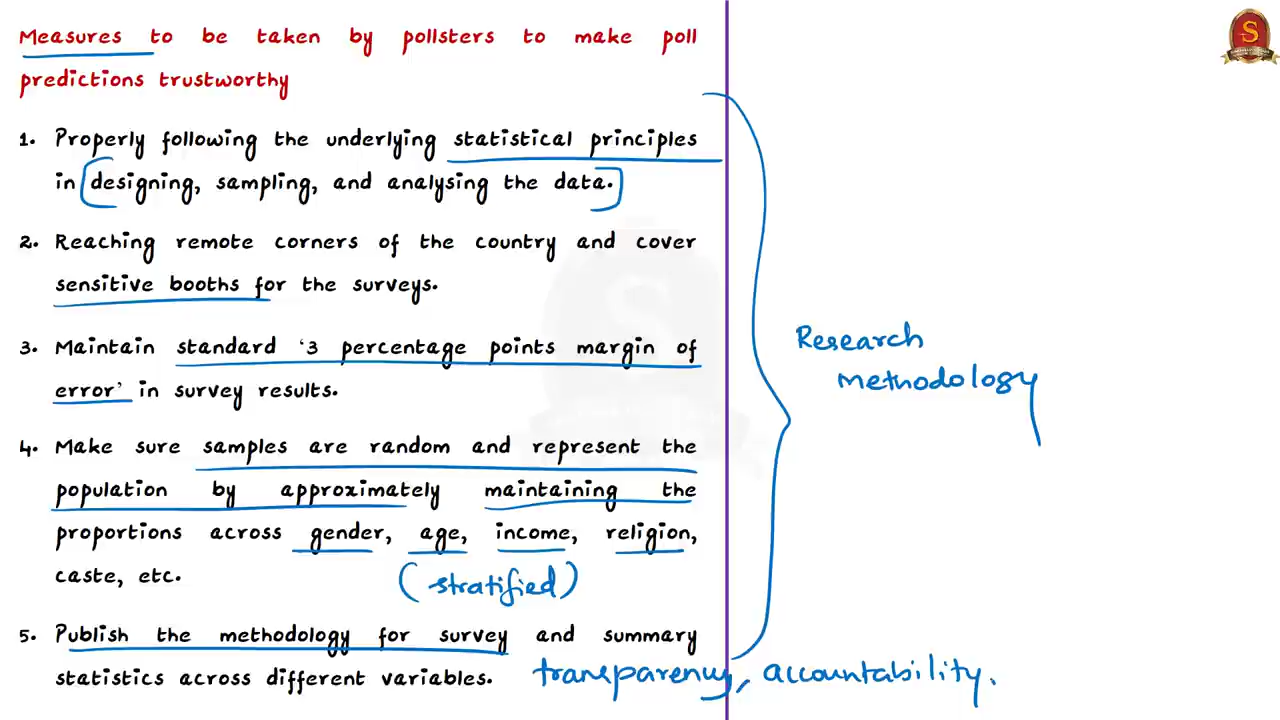 Measures to be taken by pollsters to make poll
predictions trustworthy
1. Properly following the underlying statistical principles
in designing, sampling, and analysing the data.
2. Reaching remote corners of the country and cover
sensitive booths for the surveys.
3. Maintain standard ‘3 percentage points margin of
error’ in survey results.
4. Make sure samples are random and represent the
population by approximately maintaining the
proportions across gender, age, income, religion,
caste, etc.
(stratified)
5. Publish the methodology for survey and summary
statistics across different variables.
transparency, accountability.
Research
methodology
S